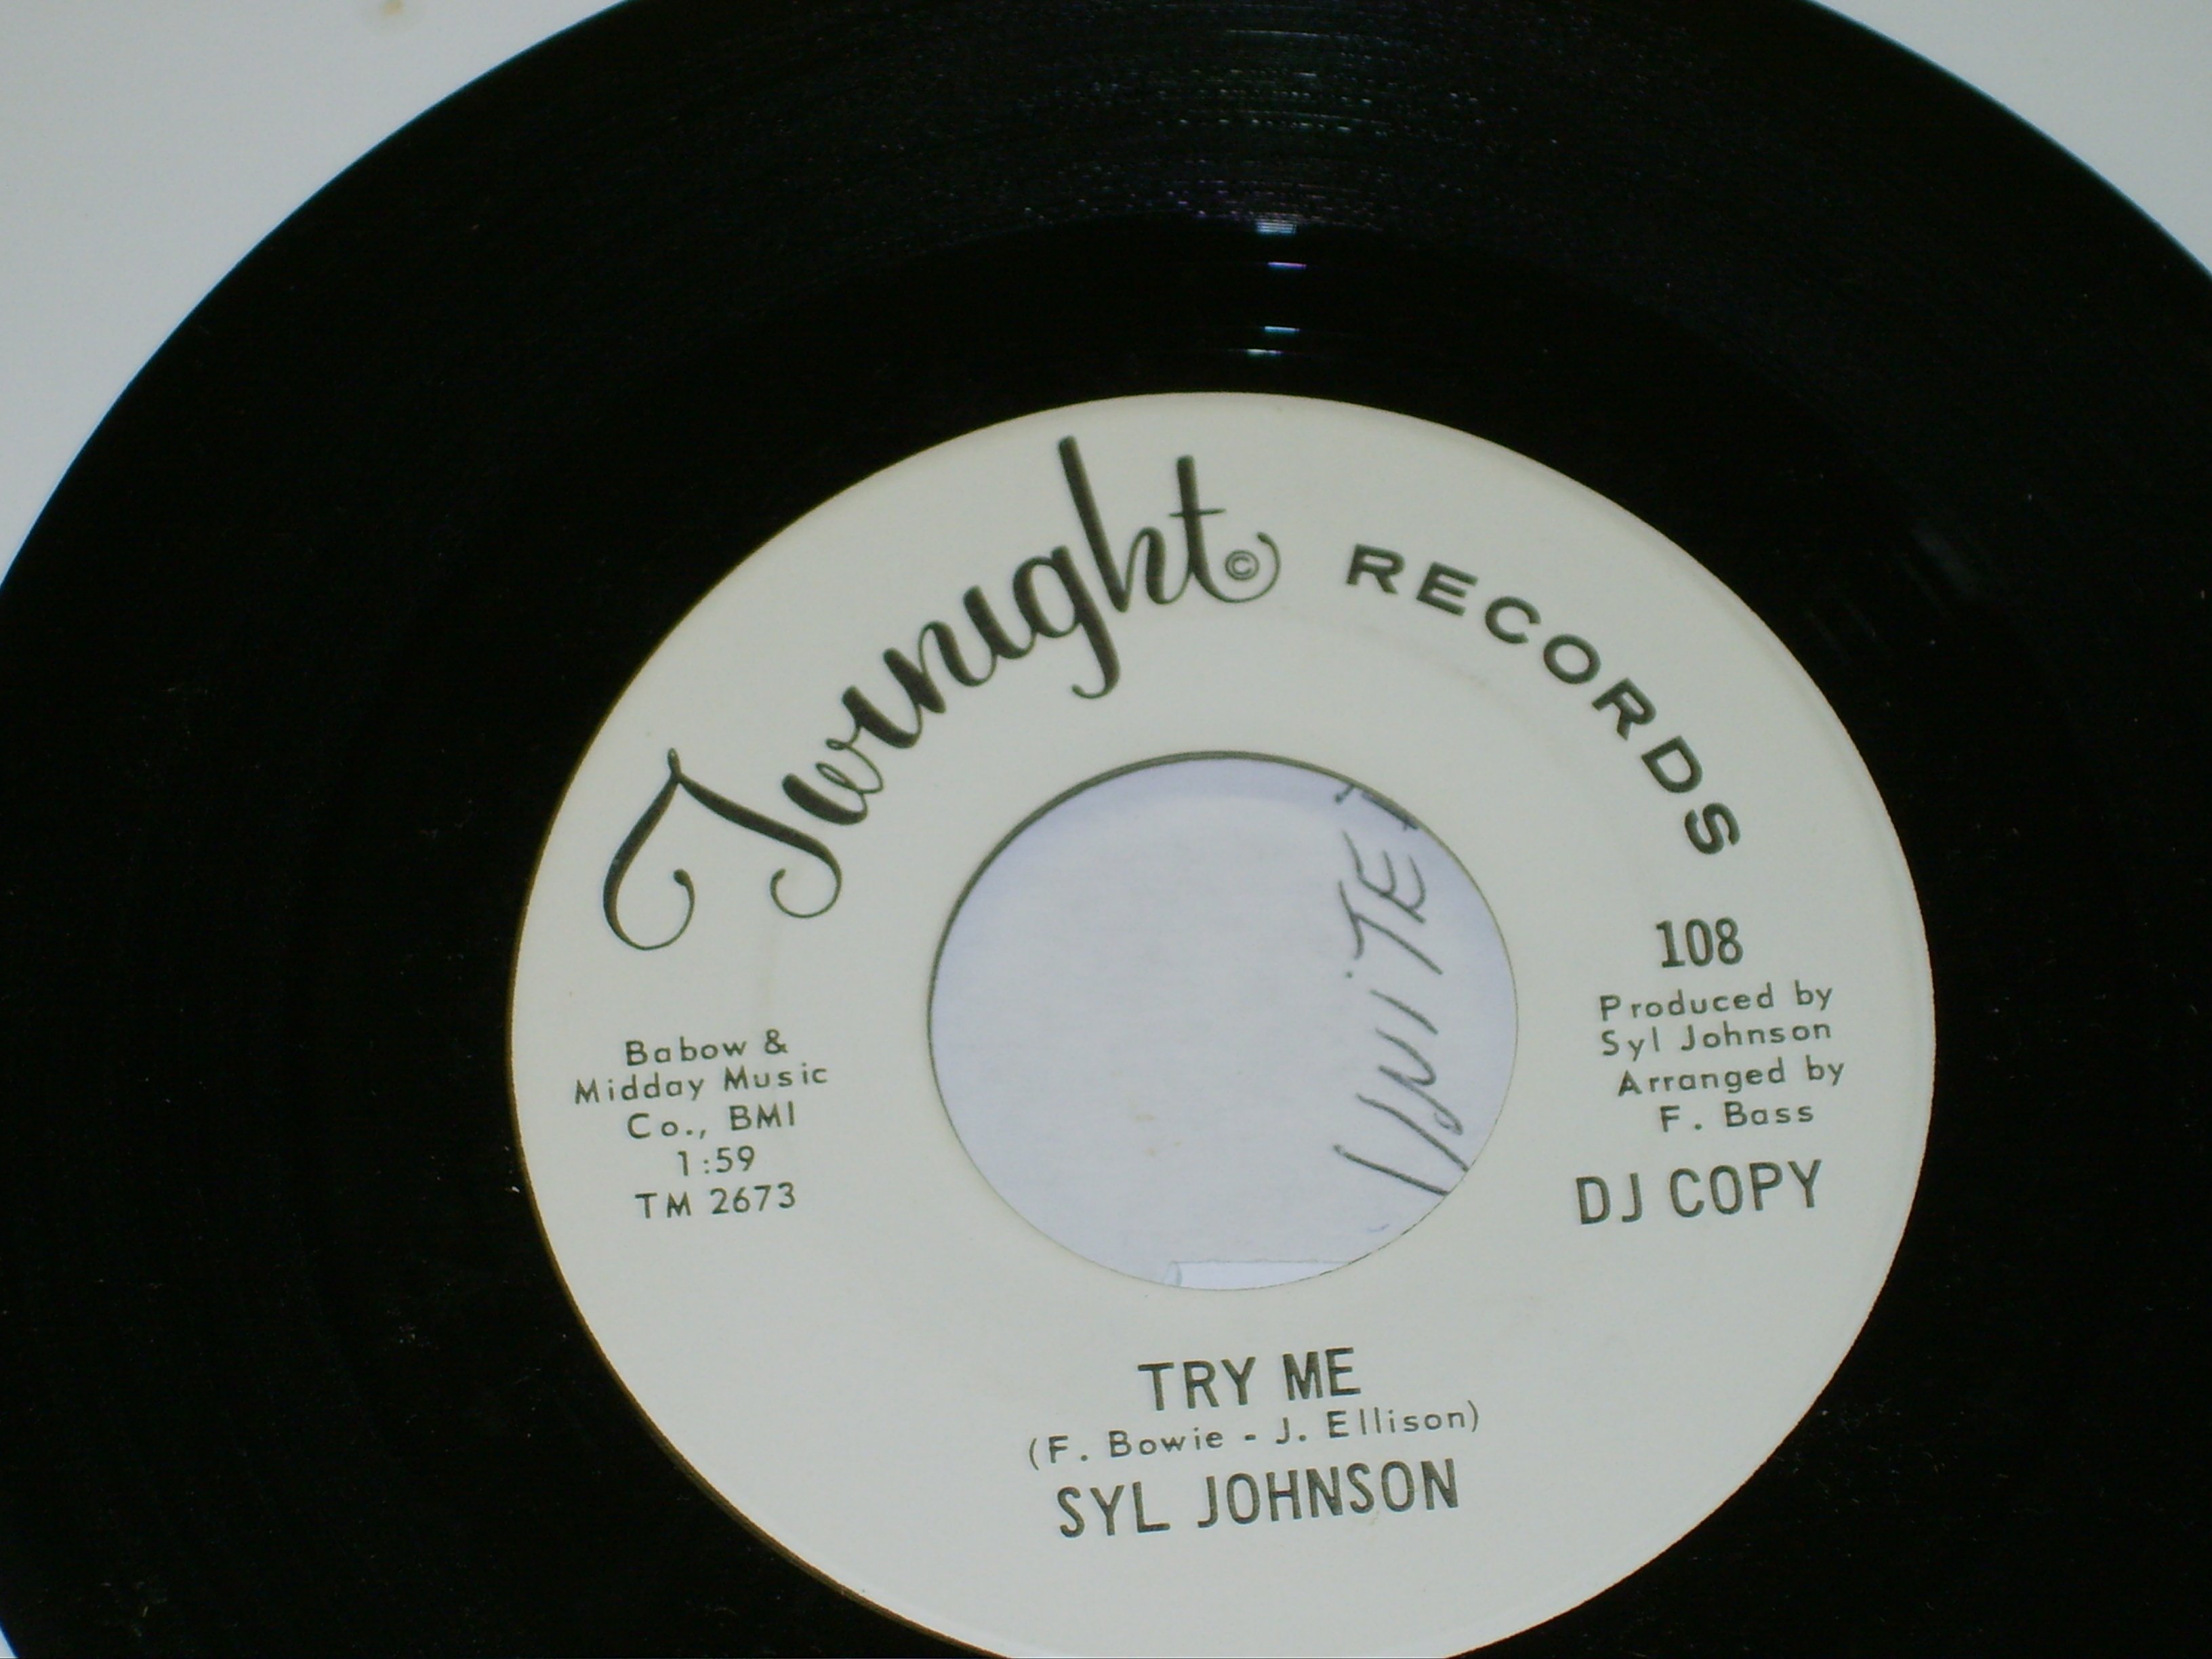 Twinight © RECORDS
108
Produced by
Syl Johnson
Arranged by
F. Bass
DJ COPY
Babow &
Midday Music
Co., BMI
1:59
TM 2673
TRY ME
(F. Bowie - J. Ellison)
SYL JOHNSON